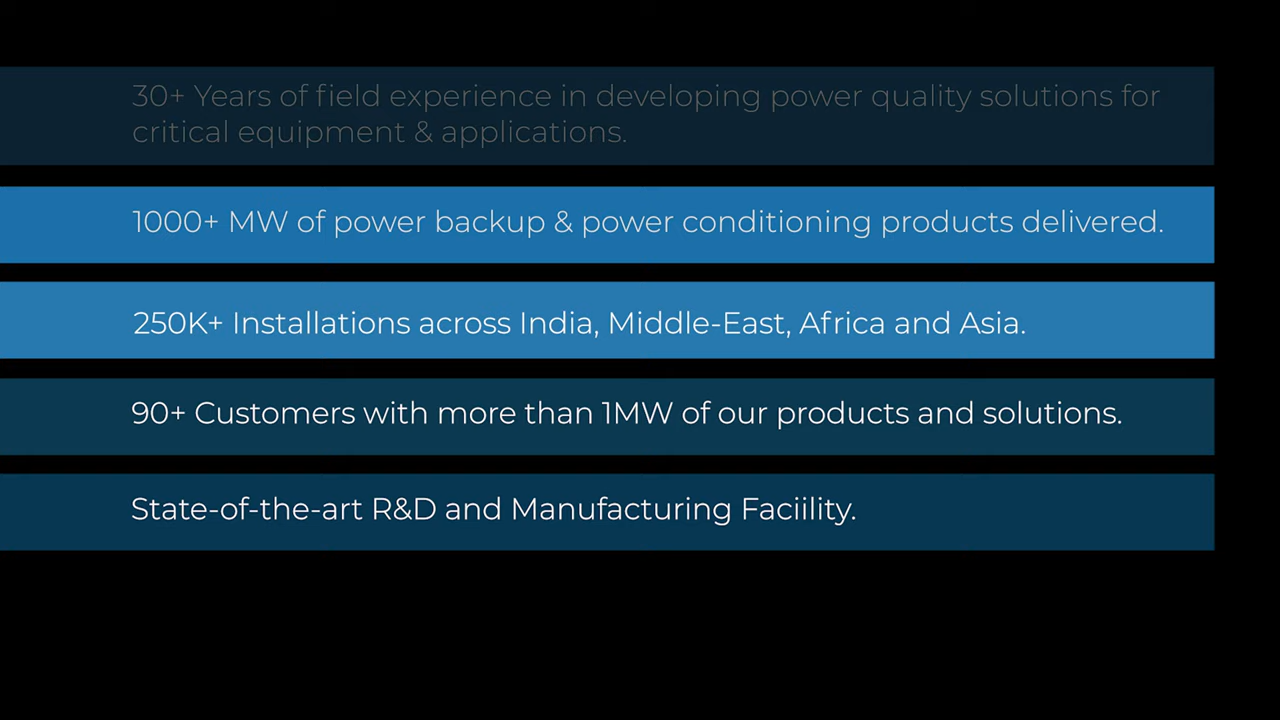 30+ Years of field experience in developing power quality solutions for
critical equipment & applications.
1000+ MW of power backup & power conditioning products delivered.
250K+ Installations across India, Middle-East, Africa and Asia.
90+ Customers with more than 1MW of our products and solutions.
State-of-the-art R&D and Manufacturing Faciility.